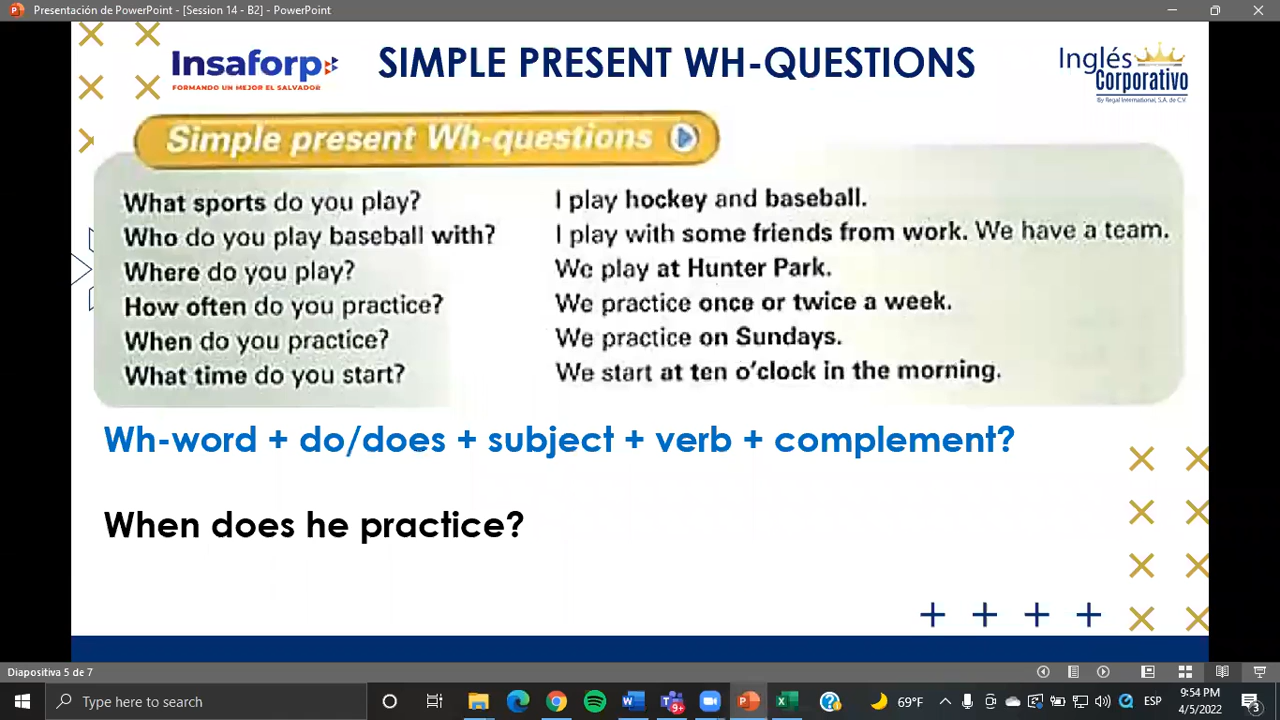 Presentación de PowerPoint - [Session 14 - B2] - PowerPoint
Insaforp
FORMANDO UN MEJOR EL SALVADOR
SIMPLE PRESENT WH-QUESTIONS
Inglés
Corporativo
By Regal International, S.A. de C.V.
Simple present Wh-questions
What sports do you play? I play hockey and baseball.
Who do you play baseball with? I play with some friends from work. We have a team.
Where do you play? We play at Hunter Park.
How often do you practice? We practice once or twice a week.
When do you practice? We practice on Sundays.
What time do you start? We start at ten o'clock in the morning.
Wh-word + do/does + subject + verb + complement?
When does he practice?
Diapositiva 5 de 7
Type here to search
9+
69°F
ESP
9:54 PM
4/5/2022
3